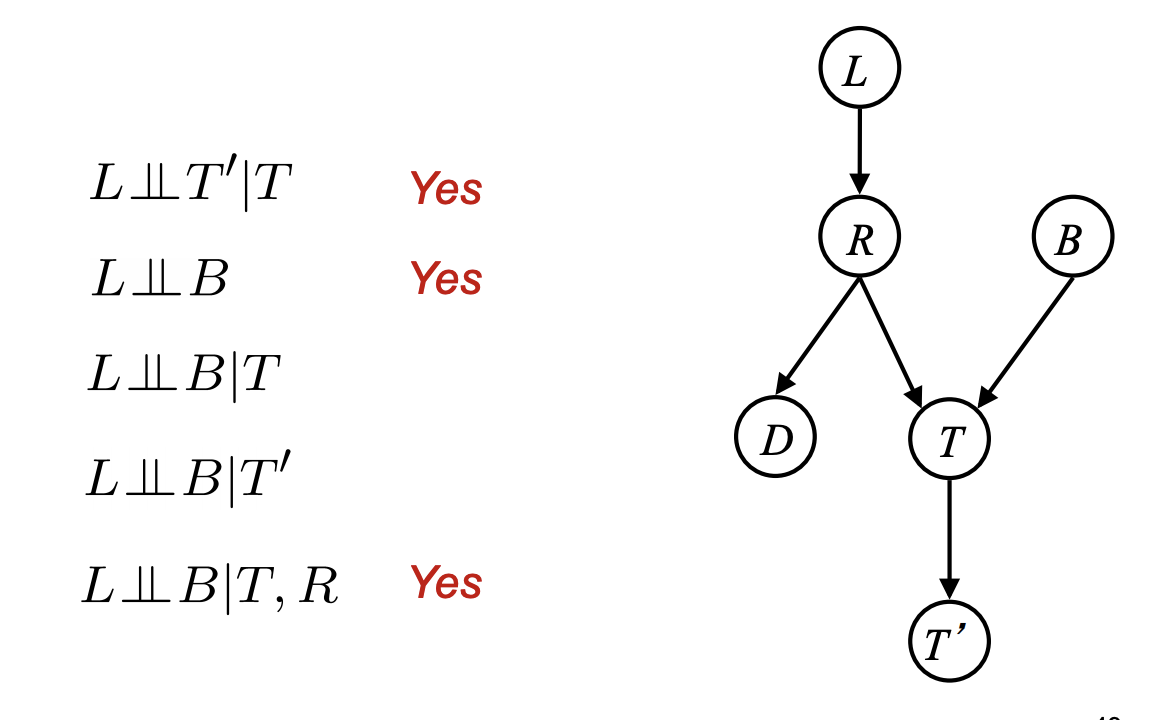 L⫫T′|T Yes
L⫫B Yes
L⫫B|T
L⫫B|T′
L⫫B|T, R Yes
L
R
B
D
T
T′